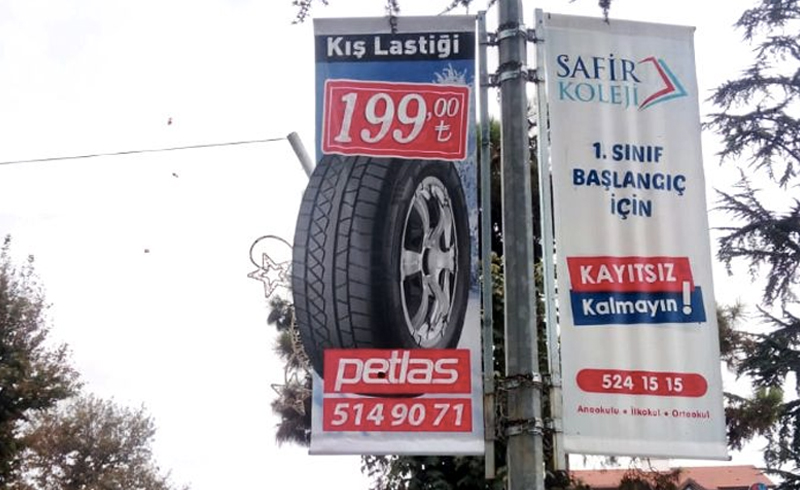 Kış Lastiği
199,00
₺
petlas
514 90 71
SAFİR
KOLEJİ
1. SINIF
BAŞLANGIÇ
İÇİN
KAYITSIZ
Kalmayın!
524 15 15
Anaokulu • İlkokul • Ortaokul